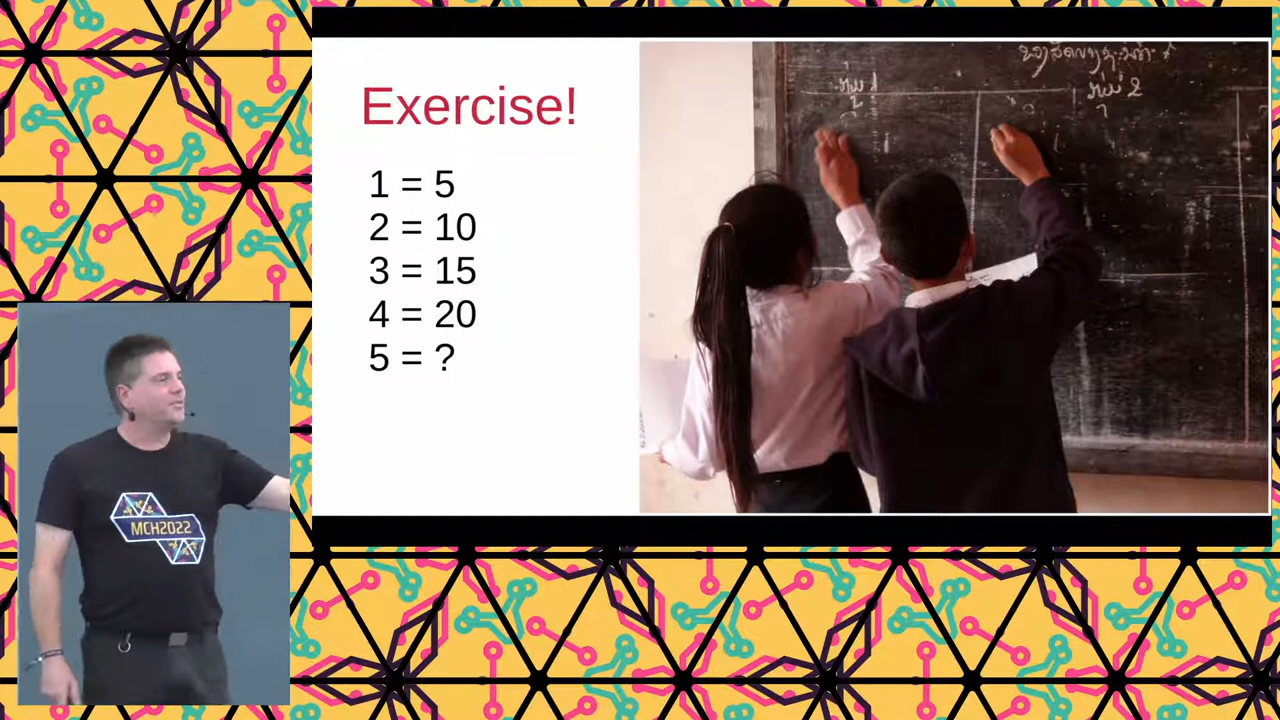 Exercise!
1 = 5
2 = 10
3 = 15
4 = 20
5 = ?
MCH2022